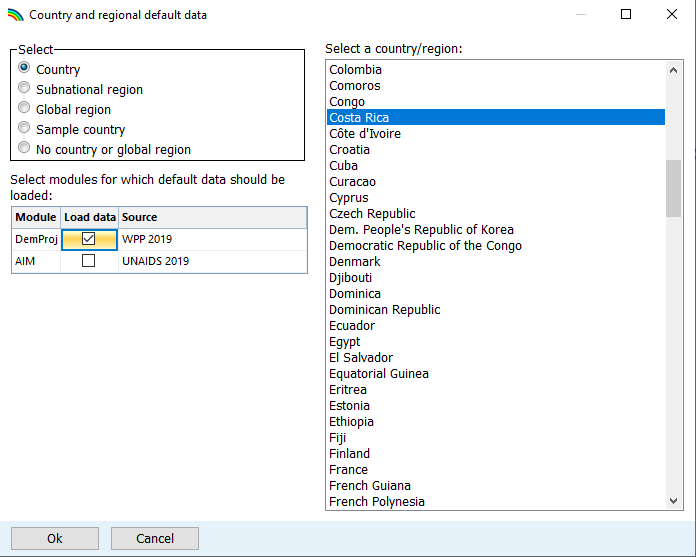 Country and regional default data
Select
Country
Subnational region
Global region
Sample country
No country or global region
Select modules for which default data should be
loaded:
Module Load data Source
DemProj WPP 2019
AIM UNAIDS 2019
Select a country/region:
Colombia
Comoros
Congo
Costa Rica
Côte d'Ivoire
Croatia
Cuba
Curacao
Cyprus
Czech Republic
Dem. People's Republic of Korea
Democratic Republic of the Congo
Denmark
Djibouti
Dominica
Dominican Republic
Ecuador
Egypt
El Salvador
Equatorial Guinea
Eritrea
Estonia
Ethiopia
Fiji
Finland
France
French Guiana
French Polynesia
Ok Cancel